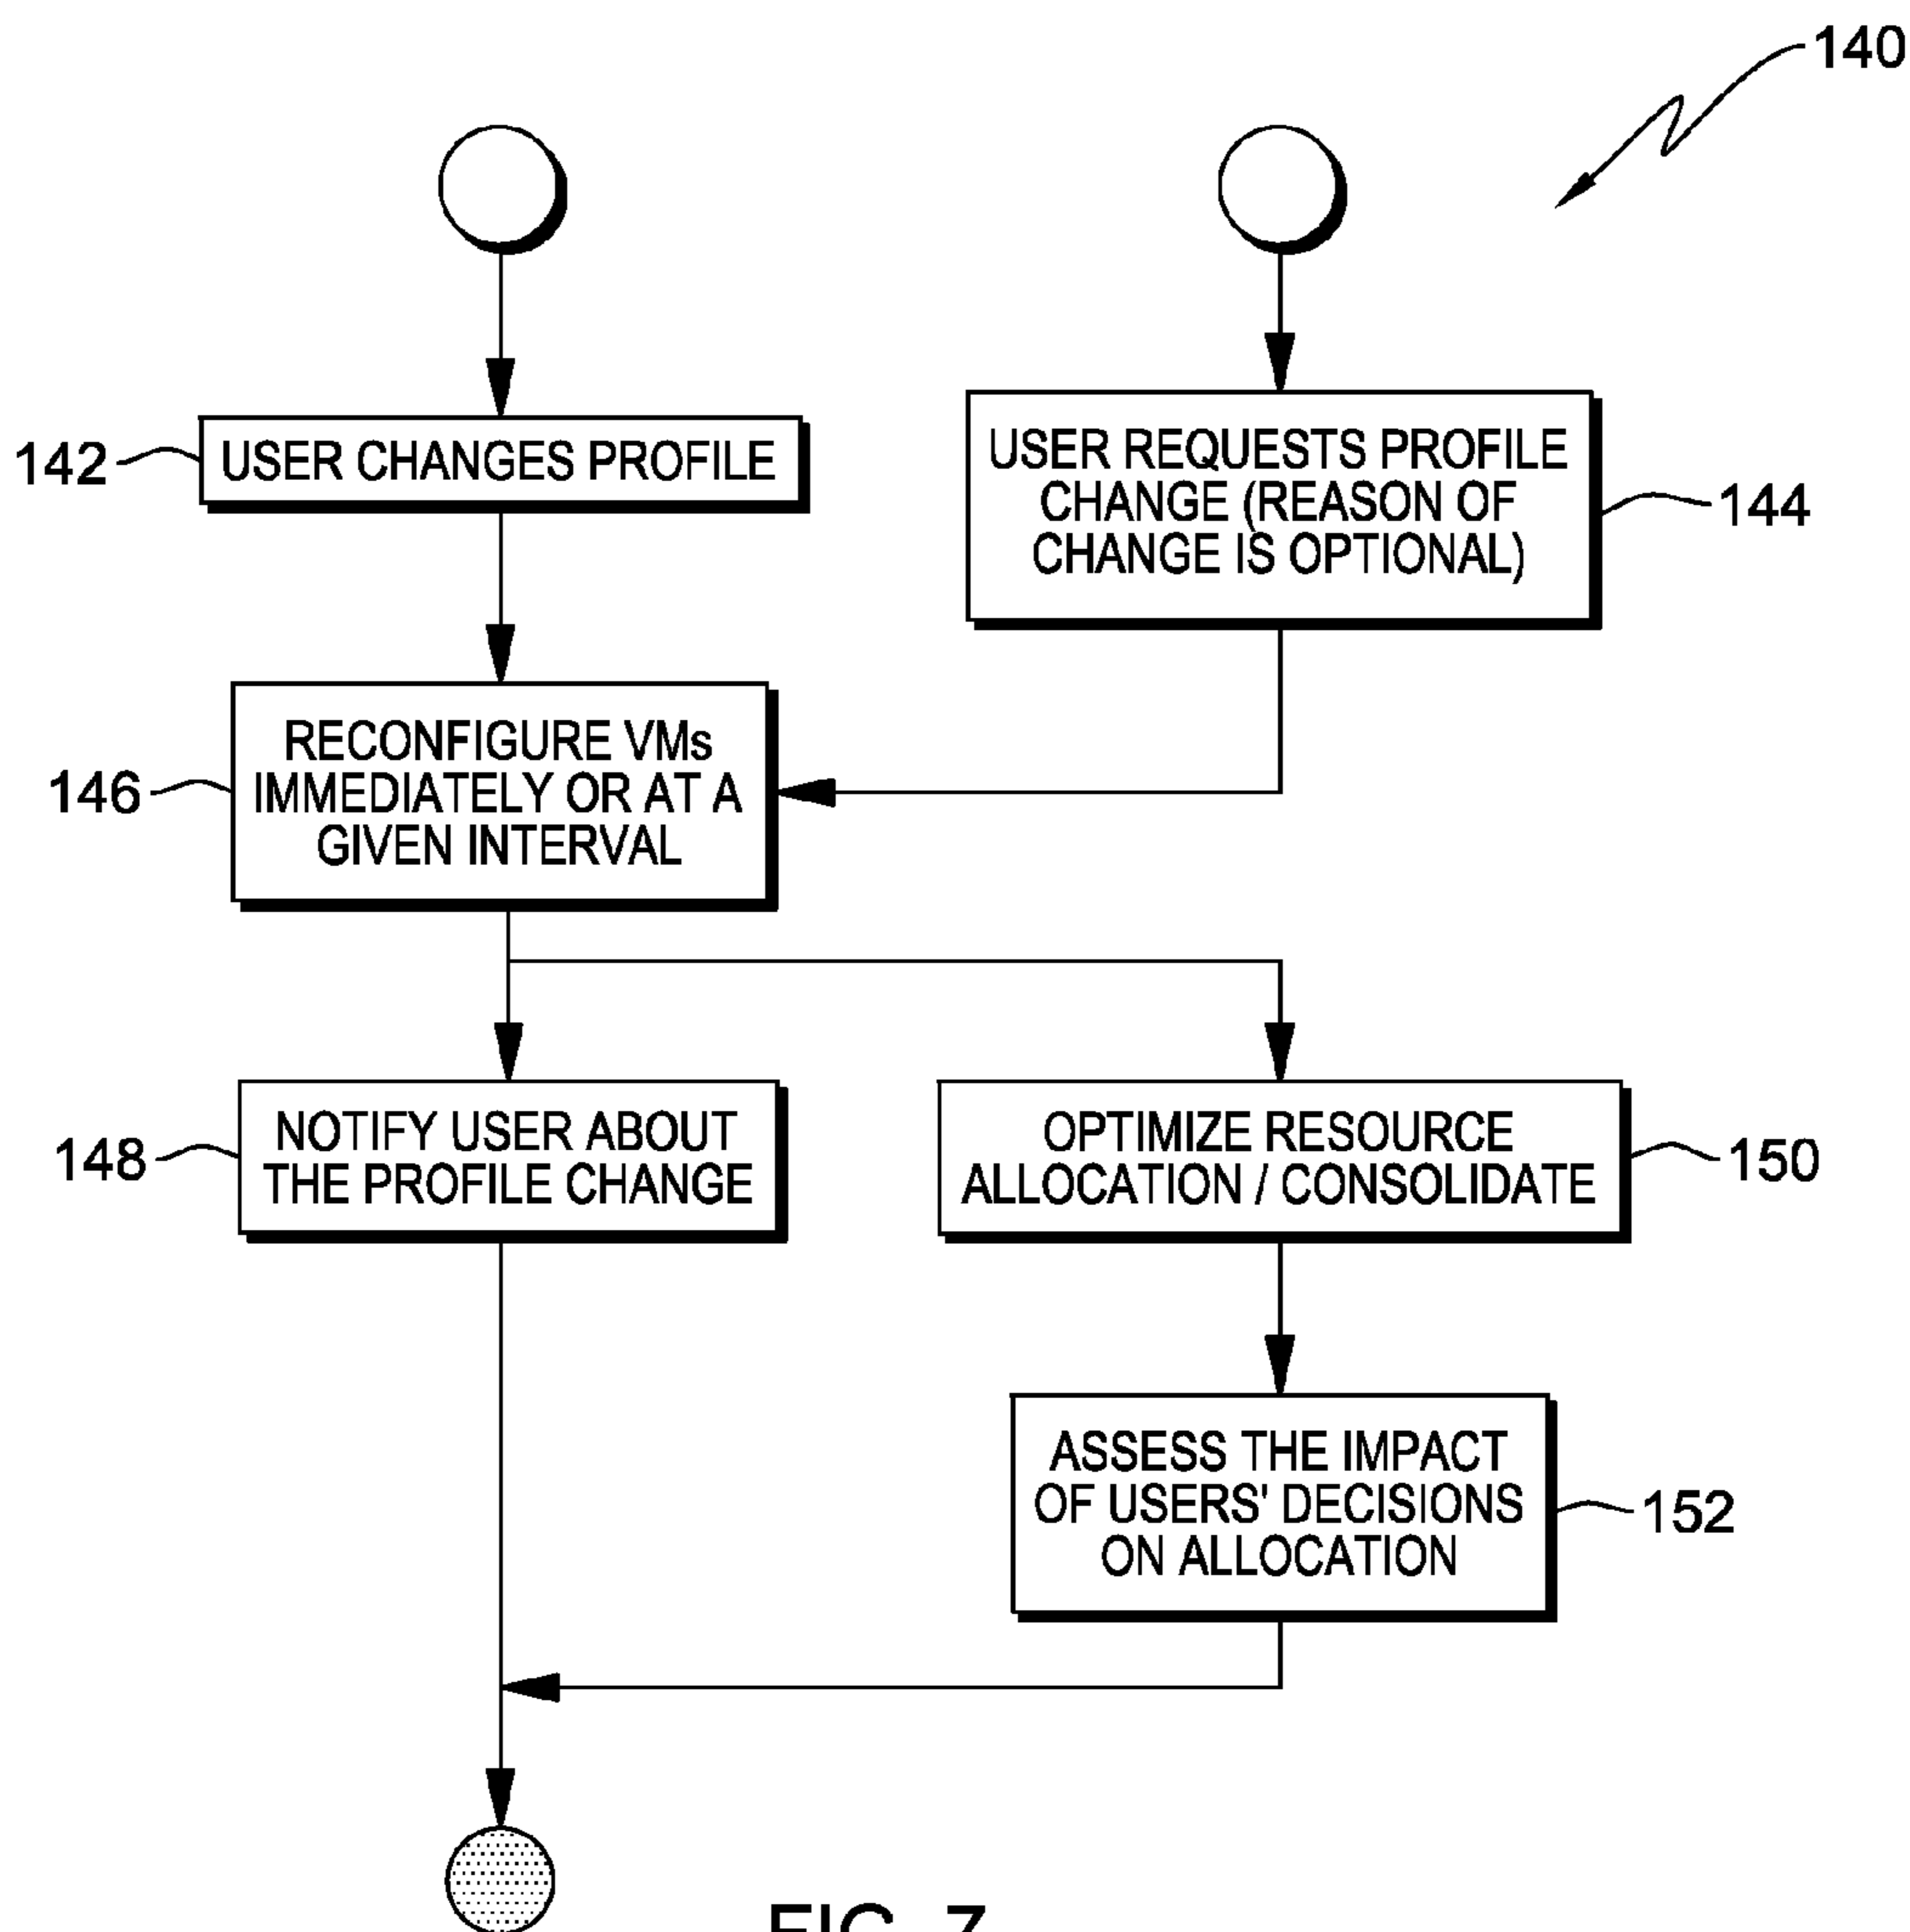 140
142
USER CHANGES PROFILE
USER REQUESTS PROFILE
CHANGE (REASON OF
CHANGE IS OPTIONAL)
144
146
RECONFIGURE VMs
IMMEDIATELY OR AT A
GIVEN INTERVAL
148
NOTIFY USER ABOUT
THE PROFILE CHANGE
OPTIMIZE RESOURCE
ALLOCATION / CONSOLIDATE
150
ASSESS THE IMPACT
OF USERS' DECISIONS
ON ALLOCATION
152
FIG. 7